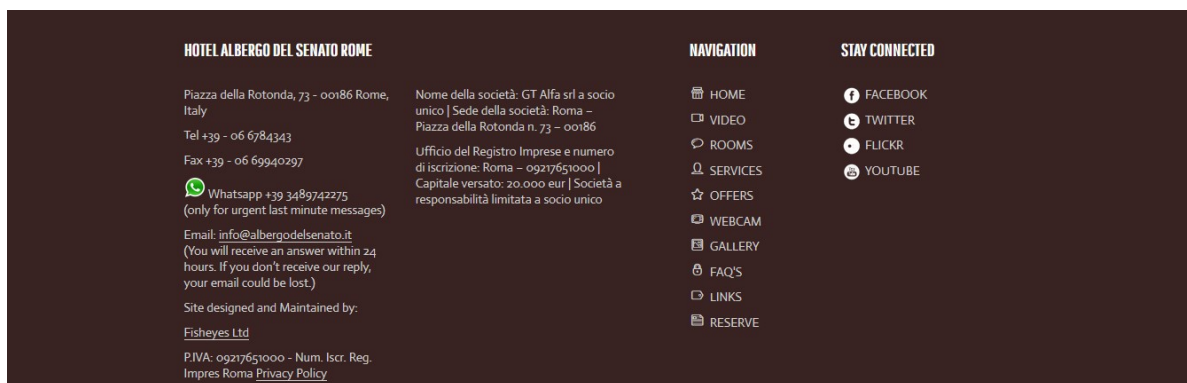 HOTEL ALBERGO DEL SENATO ROME
Piazza della Rotonda, 73 - 00186 Rome,
Italy
Tel +39 - 06 6784343
Fax +39 - 06 69940297
Whatsapp +39 3489742275
(only for urgent last minute messages)
Email: info@albergodelsenato.it
(You will receive an answer within 24
hours. If you don't receive our reply,
your email could be lost.)
Site designed and Maintained by:
Fisheyes Ltd
P.IVA: 09217651000 - Num. Iscr. Reg.
Impres Roma Privacy Policy
Nome della società: GT Alfa srl a socio
unico | Sede della società: Roma –
Piazza della Rotonda n. 73 – 00186
Ufficio del Registro Imprese e numero
di iscrizione: Roma – 09217651000 |
Capitale versato: 20.000 eur | Società a
responsabilità limitata a socio unico
NAVIGATION
HOME
VIDEO
ROOMS
SERVICES
OFFERS
WEBCAM
GALLERY
FAQ'S
LINKS
RESERVE
STAY CONNECTED
FACEBOOK
TWITTER
FLICKR
YOUTUBE